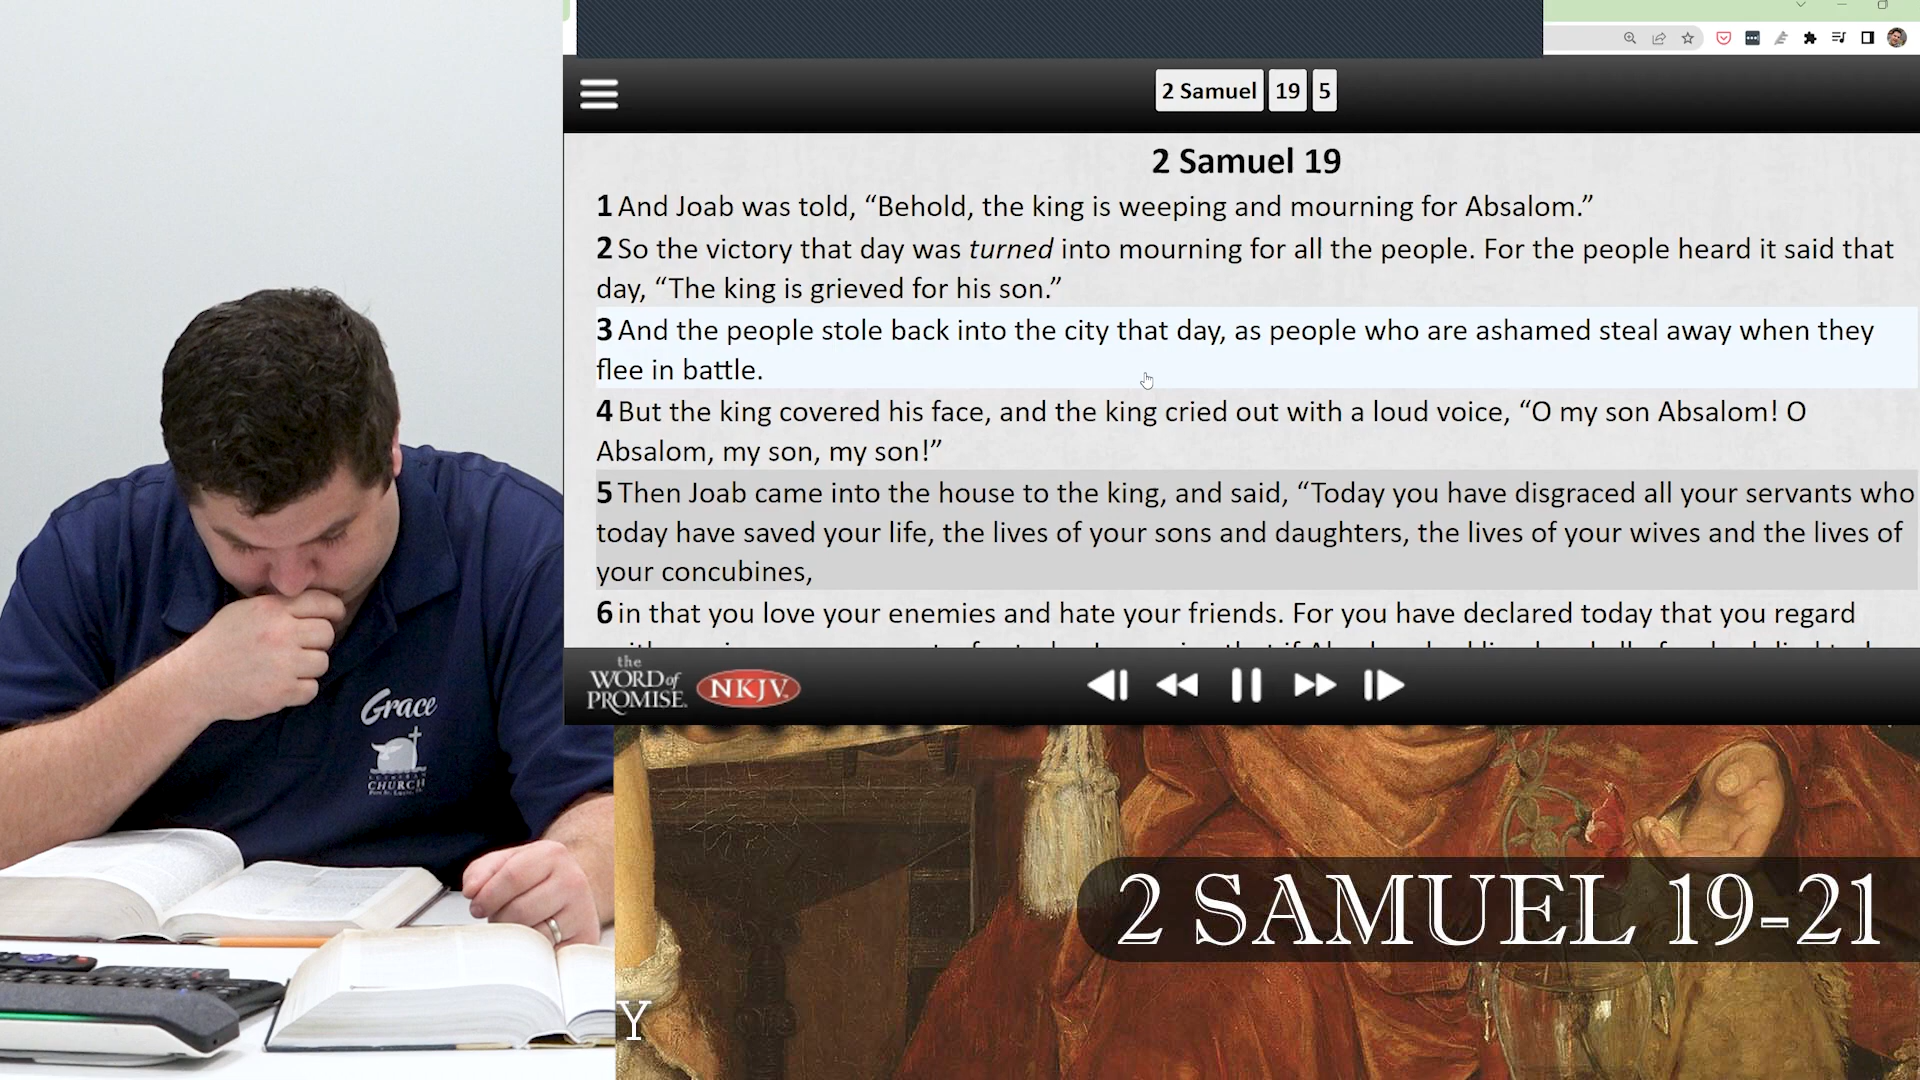 2 Samuel 19 5
2 Samuel 19
1 And Joab was told, “Behold, the king is weeping and mourning for Absalom.”
2 So the victory that day was turned into mourning for all the people. For the people heard it said that
day, “The king is grieved for his son.”
3 And the people stole back into the city that day, as people who are ashamed steal away when they
flee in battle.
4 But the king covered his face, and the king cried out with a loud voice, “O my son Absalom! O
Absalom, my son, my son!”
5 Then Joab came into the house to the king, and said, “Today you have disgraced all your servants who
today have saved your life, the lives of your sons and daughters, the lives of your wives and the lives of
your concubines,
6 in that you love your enemies and hate your friends. For you have declared today that you regard
the
WORD of
PROMISE
NKJV
Grace
LUTHERAN
CHURCH
2 SAMUEL 19-21
Y